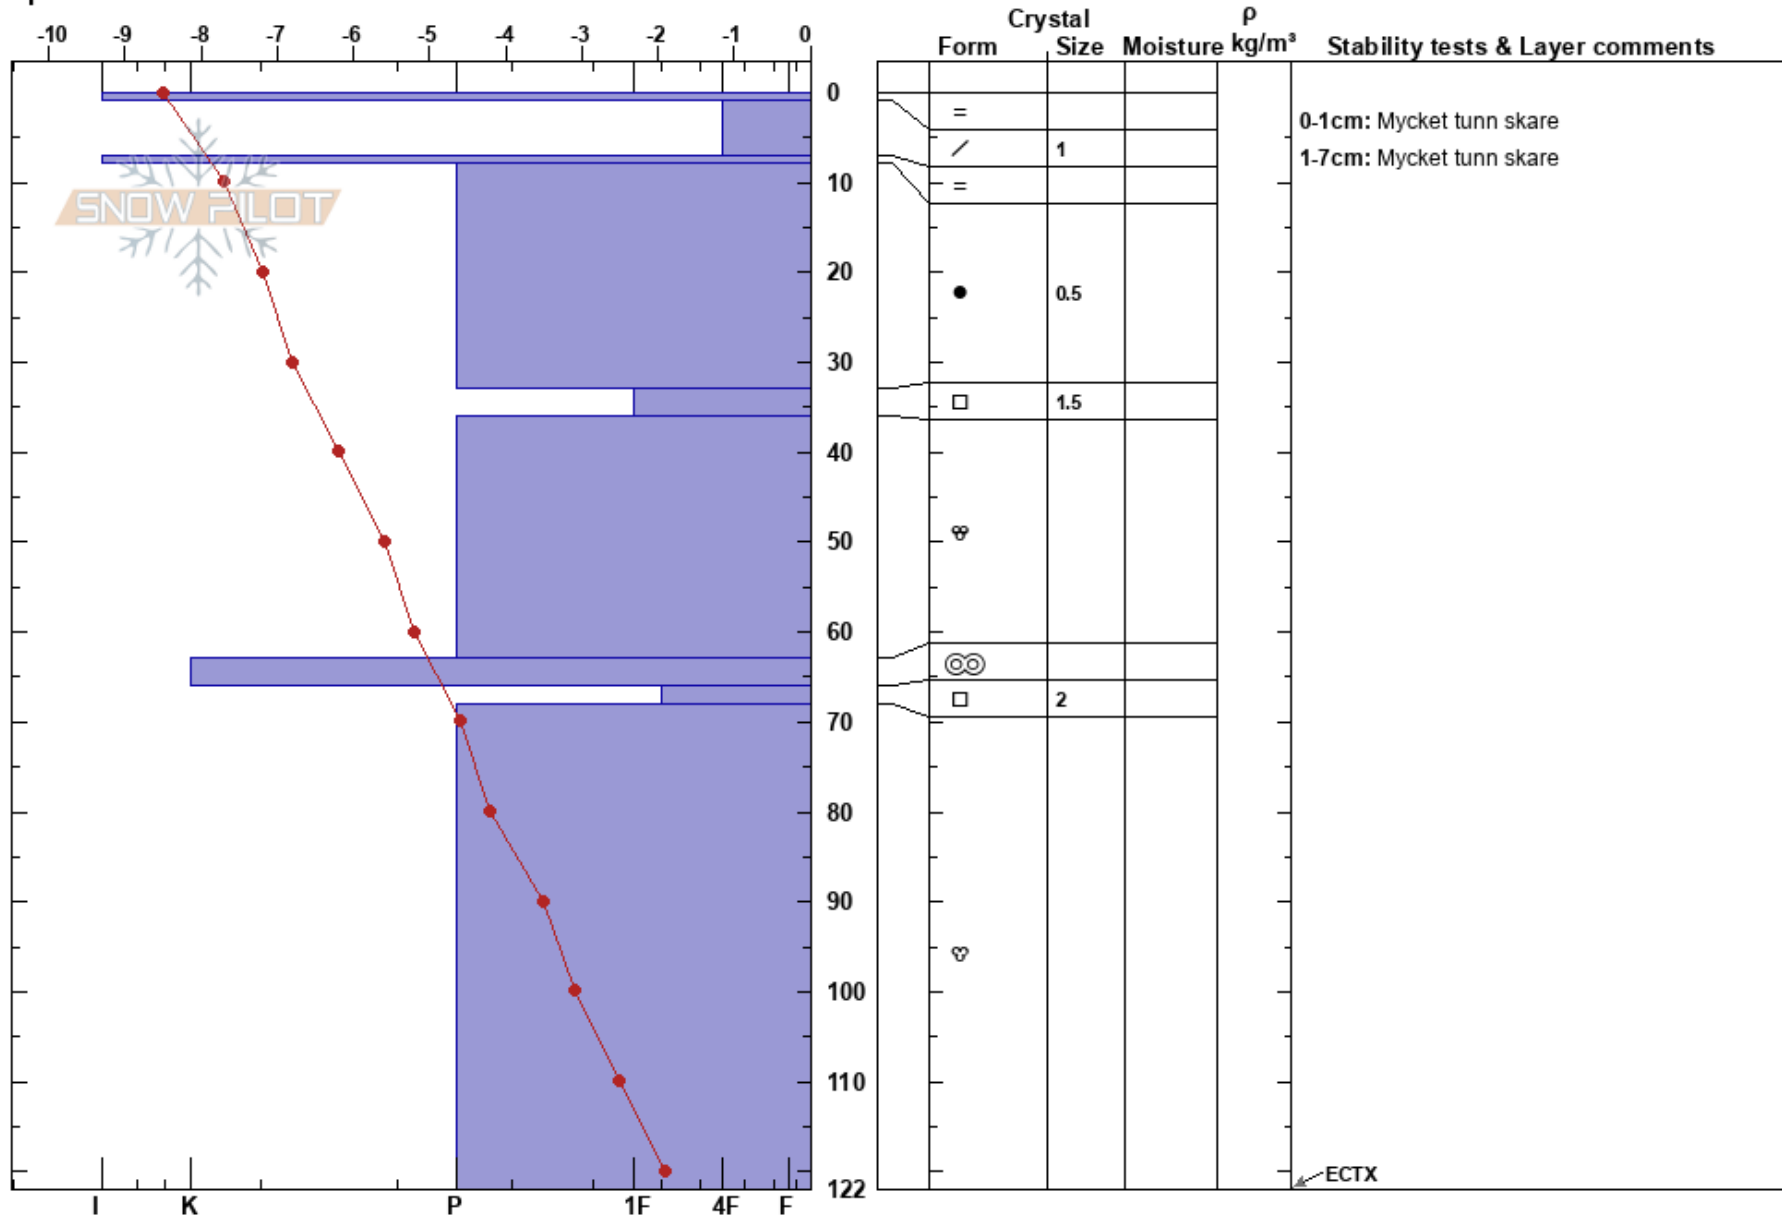 Crystal ρ
-10 -9 -8 -7 -6 -5 -4 -3 -2 -1 0 Form Size Moisture kg/m³ Stability tests & Layer comments
0
=
0-1cm: Mycket tunn skare
/ 1
1-7cm: Mycket tunn skare
10 =
SNOW PILOT
20
● 0.5
30
□ 1.5
40
50
60
□ 2
70
80
90
100
110
ECTX
122
I K P 1F 4F F